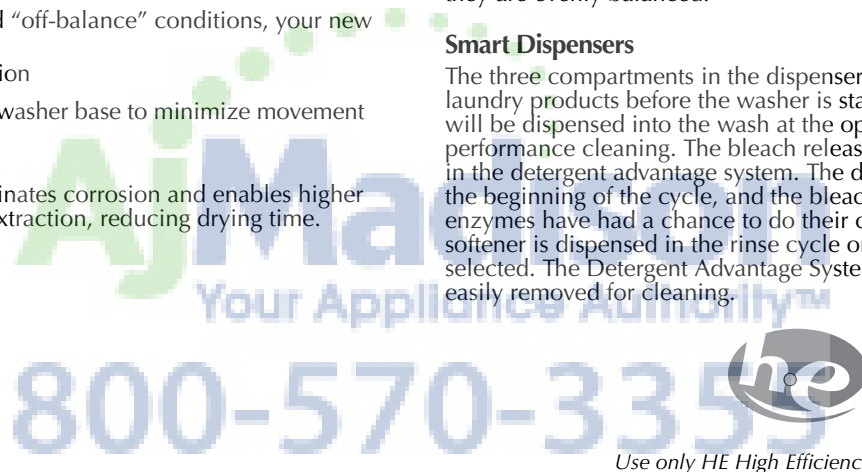 d “off-balance” conditions, your new
ion
washer base to minimize movement
inates corrosion and enables higher
xtraction, reducing drying time.
they are evenly balanced.
Smart Dispensers
The three compartments in the dispenser
laundry products before the washer is sta
will be dispensed into the wash at the op
performance cleaning. The bleach releas
in the detergent advantage system. The d
the beginning of the cycle, and the bleac
enzymes have had a chance to do their c
softener is dispensed in the rinse cycle o
selected. The Detergent Advantage Syste
easily removed for cleaning.
AjMadison
Your Appliance Authority™
800-570-3355
he
Use only HE High Efficienc